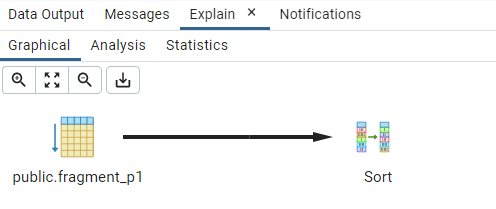 Data Output Messages Explain × Notifications
Graphical Analysis Statistics
public.fragment_p1 Sort